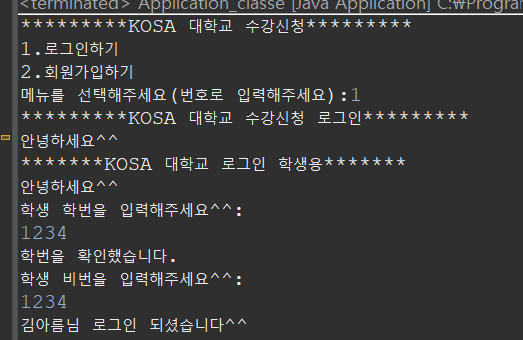 <terminated> Application_classe [Java Application] C:\Program
*********KOSA 대학교 수강신청*********
1.로그인하기
2.회원가입하기
메뉴를 선택해주세요(번호로 입력해주세요):1
*********KOSA 대학교 수강신청 로그인*********
안녕하세요^^
*******KOSA 대학교 로그인 학생용*******
안녕하세요^^
학생 학번을 입력해주세요^^:
1234
학번을 확인했습니다.
학생 비번을 입력해주세요^^:
1234
김아름님 로그인 되셨습니다^^